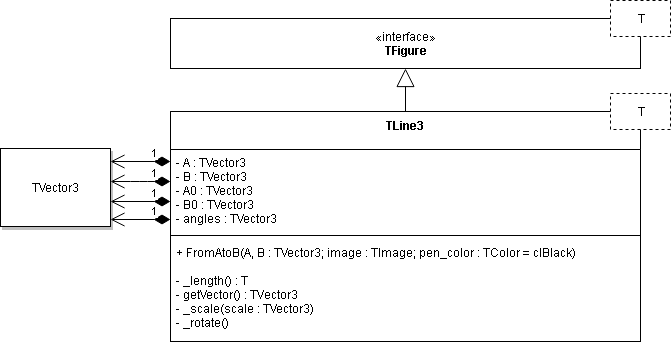 T
«interface»
TFigure
T
TLine3
TVector3
1
1
1
1
- A : TVector3
- B : TVector3
- A0 : TVector3
- B0 : TVector3
- angles : TVector3
+ FromAtoB(A, B : TVector3; image : TImage; pen_color : TColor = clBlack)
- _length() : T
- getVector() : TVector3
- _scale(scale : TVector3)
- _rotate()